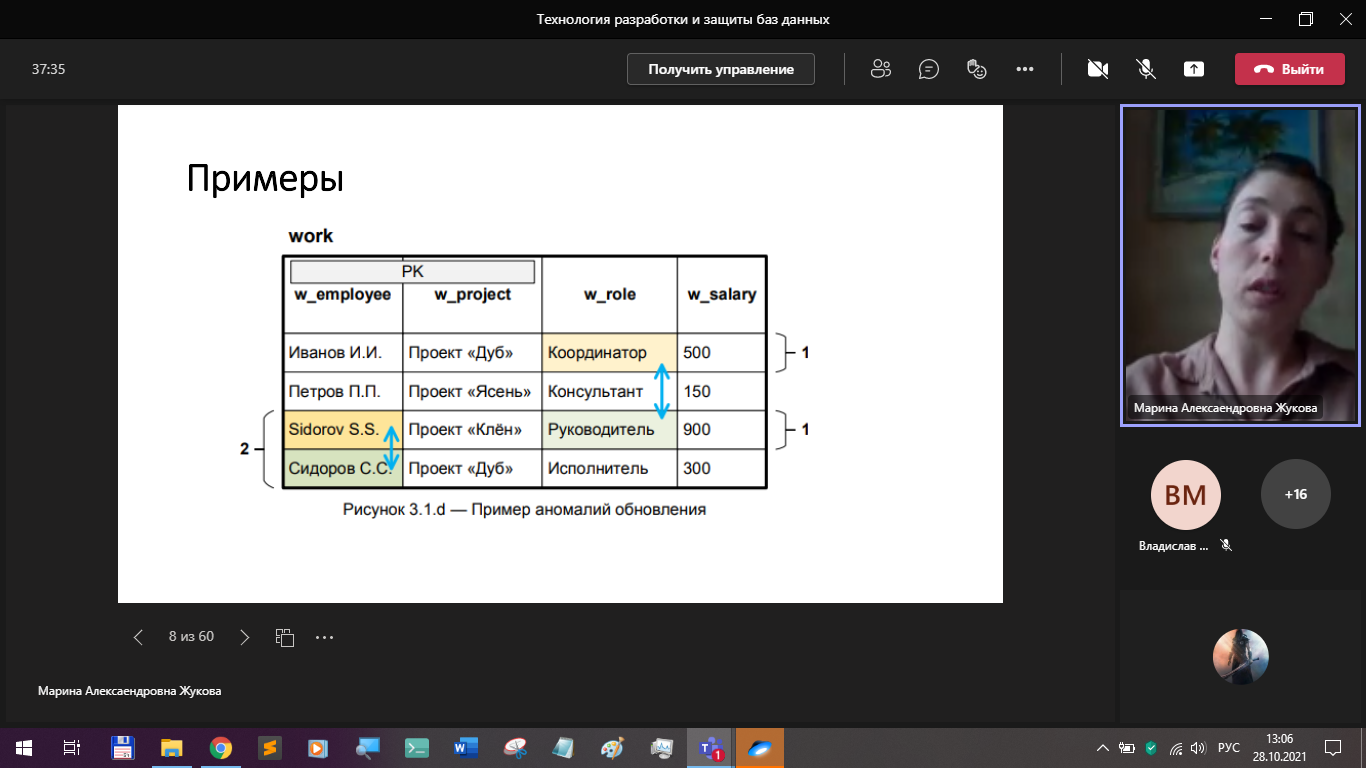 Технология разработки и защиты баз данных
37:35
Получить управление
Выйти
Примеры
work
PK
w_employee w_project w_role w_salary
Иванов И.И. Проект «Дуб» Координатор 500
1
Петров П.П. Проект «Ясень» Консультант 150
Sidorov S.S. Проект «Клён» Руководитель 900
1
2
Сидоров С.С. Проект «Дуб» Исполнитель 300
Рисунок 3.1.d — Пример аномалий обновления
Марина Алексаендровна Жукова
ВМ
+16
Владислав ...
8 из 60
Марина Алексаендровна Жукова
1
РУС
13:06
28.10.2021